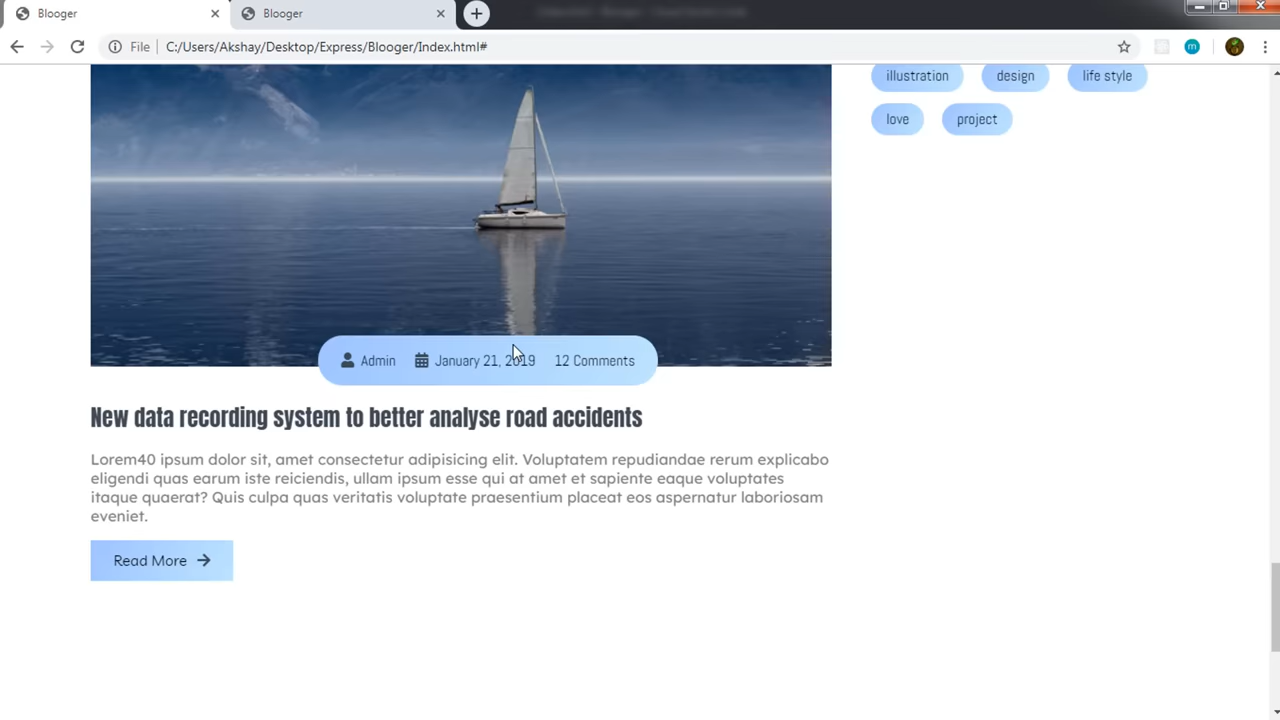 Blooger
Blooger
File
C:/Users/Akshay/Desktop/Express/Blooger/Index.html#
m
illustration
design
life style
love
project
Admin
January 21, 2019
12 Comments
New data recording system to better analyse road accidents
Lorem40 ipsum dolor sit, amet consectetur adipisicing elit. Voluptatem repudiandae rerum explicabo
eligendi quas earum iste reiciendis, ullam ipsum esse qui at amet et sapiente eaque voluptates
itaque quaerat? Quis culpa quas veritatis voluptate praesentium placeat eos aspernatur laboriosam
eveniet.
Read More